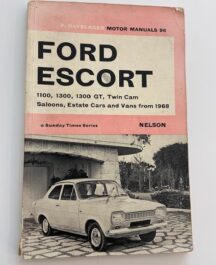 P. OLYSLAGER MOTOR MANUALS 96
FORD
ESCORT
1100, 1300, 1300 GT, Twin Cam
Saloons, Estate Cars and Vans from 1968
a Sunday Times Series NELSON